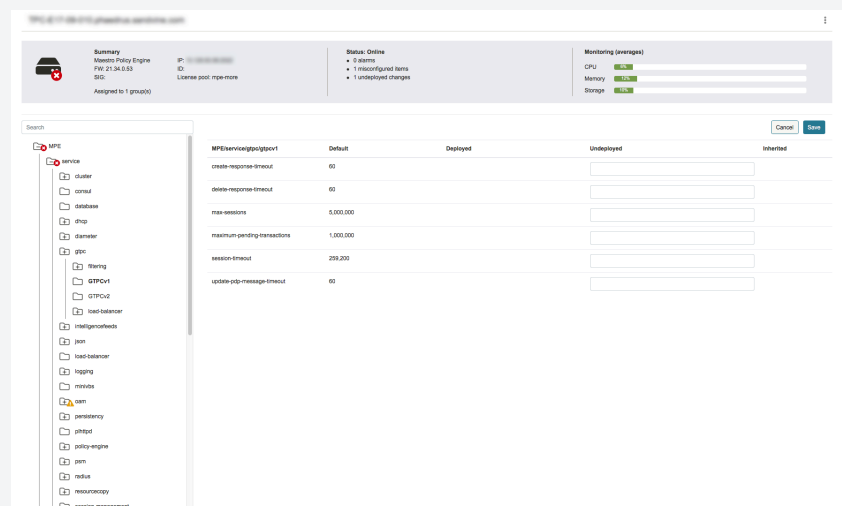 Summary
Maestro Policy Engine
FW: 21.34.0.53
SIG:
Assigned to 1 group(s)
IP:
ID:
License pool: mpe-more
Status: Online
0 alarms
1 misconfigured items
1 undeployed changes
Monitoring (averages)
CPU
Memory
Storage
Search
Cancel
Save
MPE
service
cluster
consul
database
dhcp
diameter
gtpc
filtering
GTPCv1
GTPCv2
load-balancer
intelligencefeeds
json
load-balancer
logging
minivbs
oam
persistency
pihttpd
policy-engine
psm
radius
resourcecopy
MPE/service/gtpc/gtpcv1 Default Deployed Undeployed Inherited
create-response-timeout 60
delete-response-timeout 60
max-sessions 5,000,000
maximum-pending-transactions 1,000,000
session-timeout 259,200
update-pdp-message-timeout 60